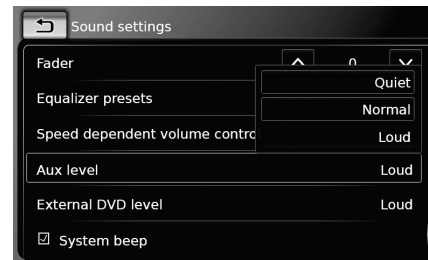 Sound settings
Fader 0
Quiet
Equalizer presets
Normal
Speed dependent volume contro
Loud
Aux level Loud
External DVD level Loud
System beep